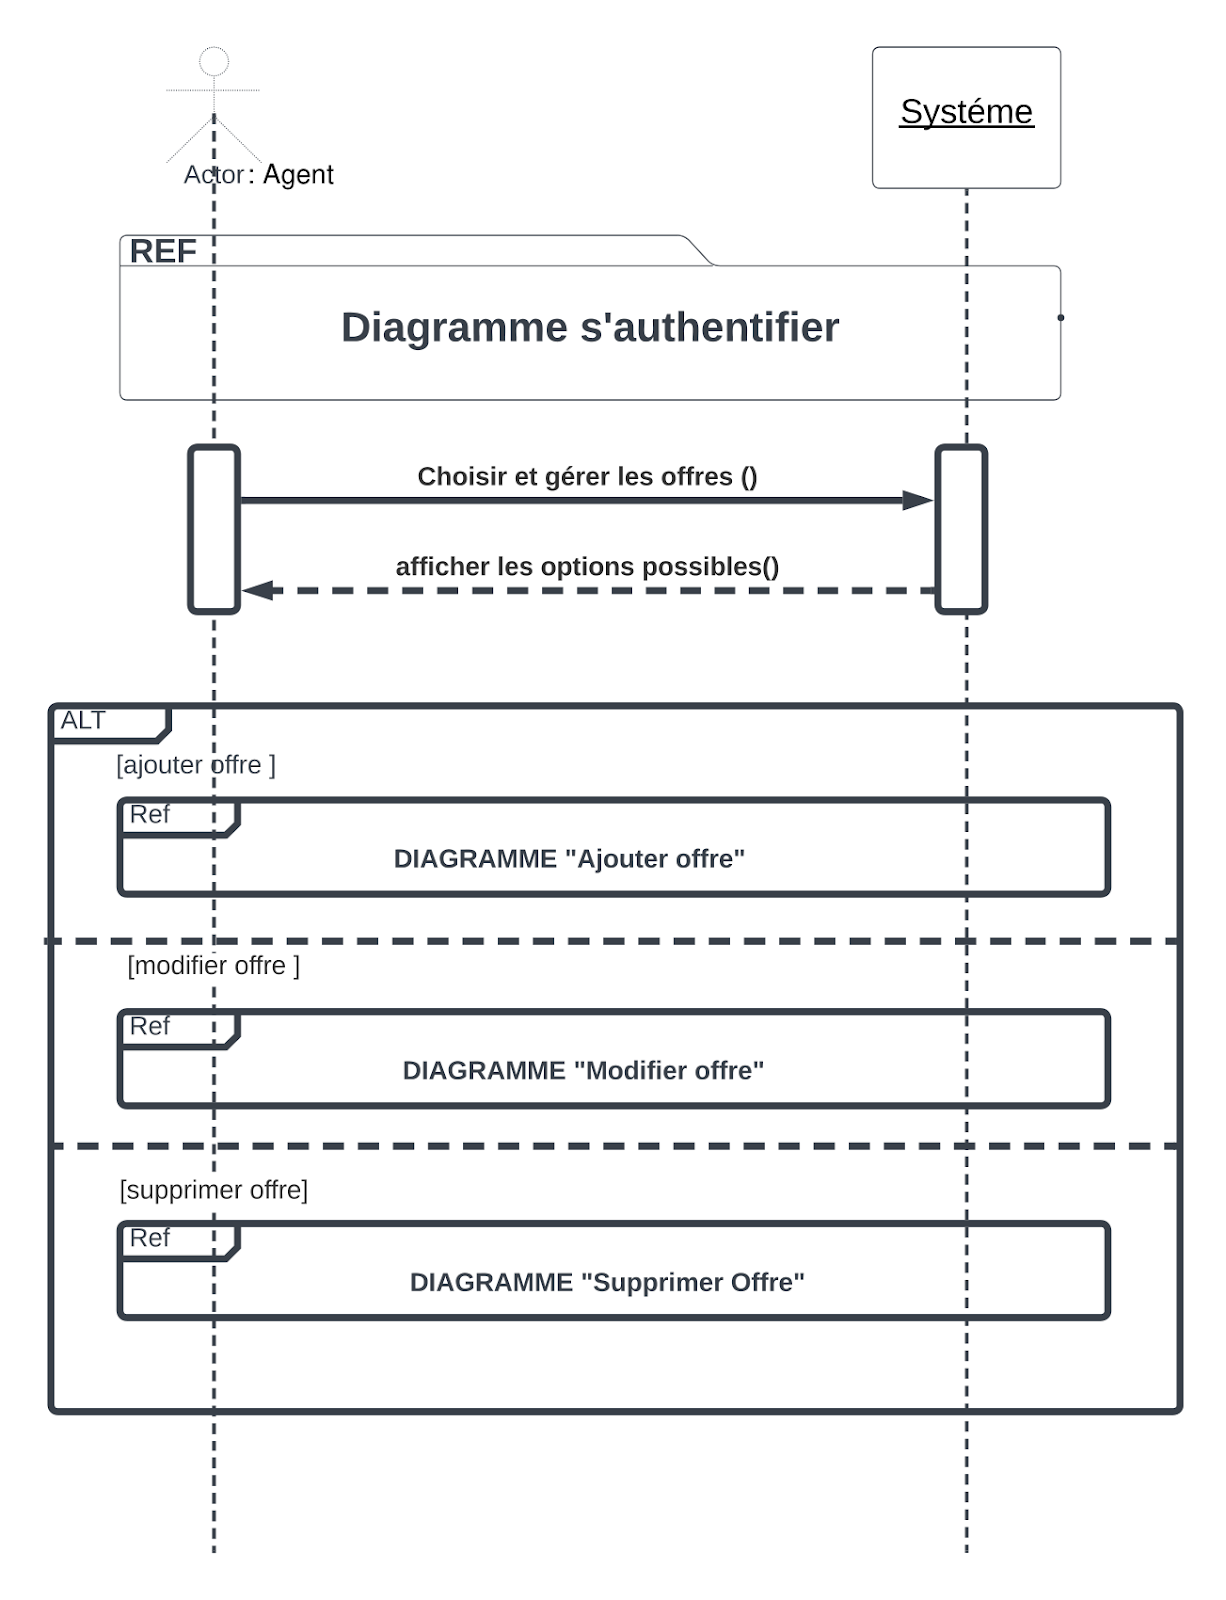 Systéme
Actor : Agent
REF
Diagramme s'authentifier
Choisir et gérer les offres ()
afficher les options possibles()
ALT
[ajouter offre ]
Ref
DIAGRAMME "Ajouter offre"
[modifier offre ]
Ref
DIAGRAMME "Modifier offre"
[supprimer offre]
Ref
DIAGRAMME "Supprimer Offre"